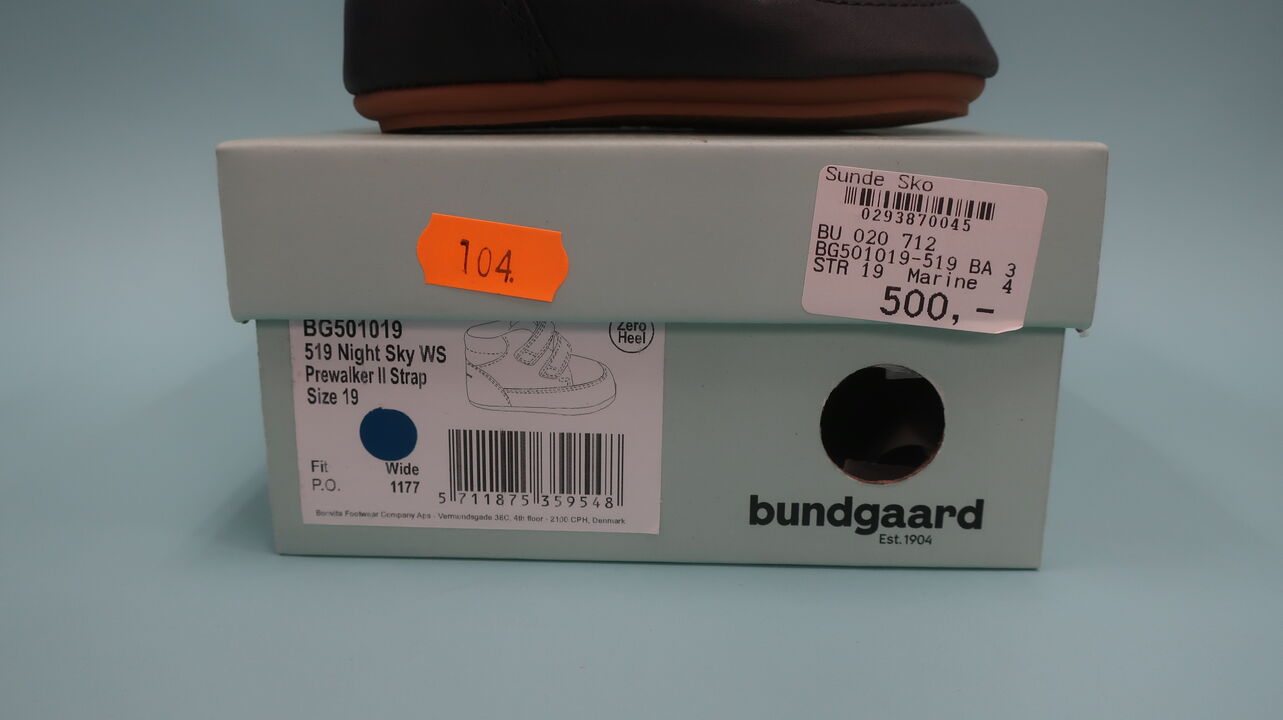 Sunde Sko
0293870045
BU 020 712
BG501019-519 BA 3
STR 19 Marine 4
500,-
104.
BG501019
519 Night Sky WS
Prewalker II Strap
Size 19
Zero
Heel
Fit Wide
P.O. 1177
5 711875 359548
Bonvita Footwear Company Aps - Vermundsgade 38C, 4th floor - 2100 CPH, Denmark
bundgaard
Est. 1904